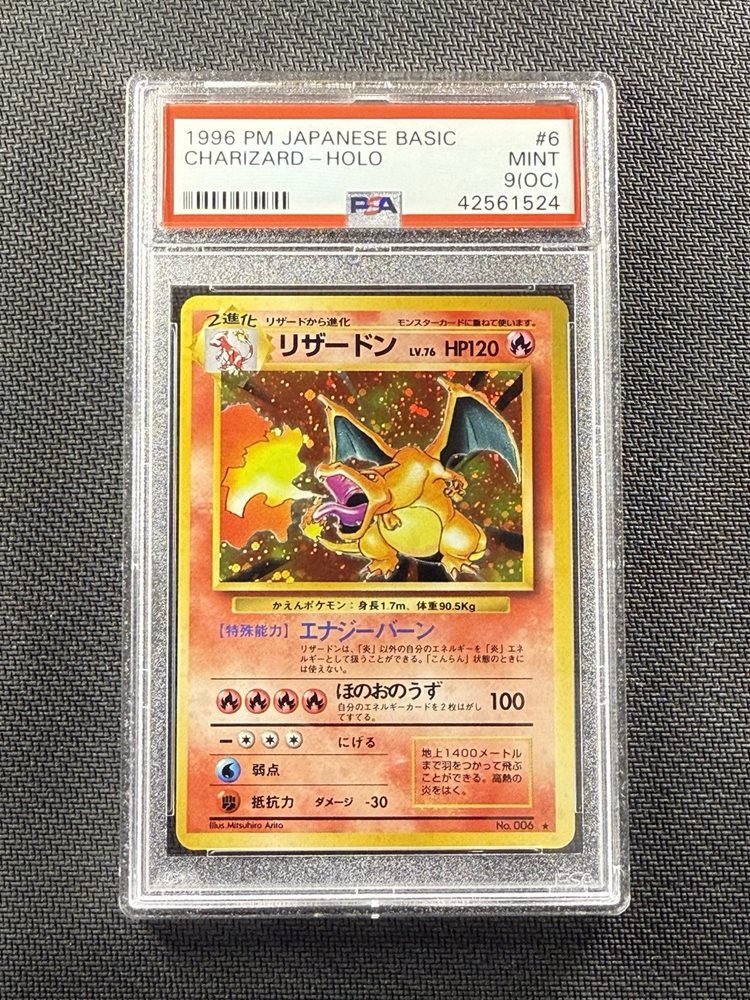 1996 PM JAPANESE BASIC #6
CHARIZARD-HOLO MINT
9(OC)
PSA 42561524
2進化 リザードから進化 モンスターカードに重ねて使います。
リザードン LV.76 HP120
かえんポケモン:身長1.7m、体重90.5Kg
【特殊能力】エナジーバーン
リザードンは、「炎」以外の自分のエネルギーを「炎」エネ
ルギーとして扱うことができる。「こんらん」状態のときに
は使えない。
ほのおのうず 100
自分のエネルギーカードを2枚はがし
てすてる。
にげる
弱点
抵抗力 ダメージ -30
地上1400メートル
まで羽をつかって飛ぶ
ことができる。高熱の
炎をはく。
Illus.Mitsuhiro Arita No.006 ★